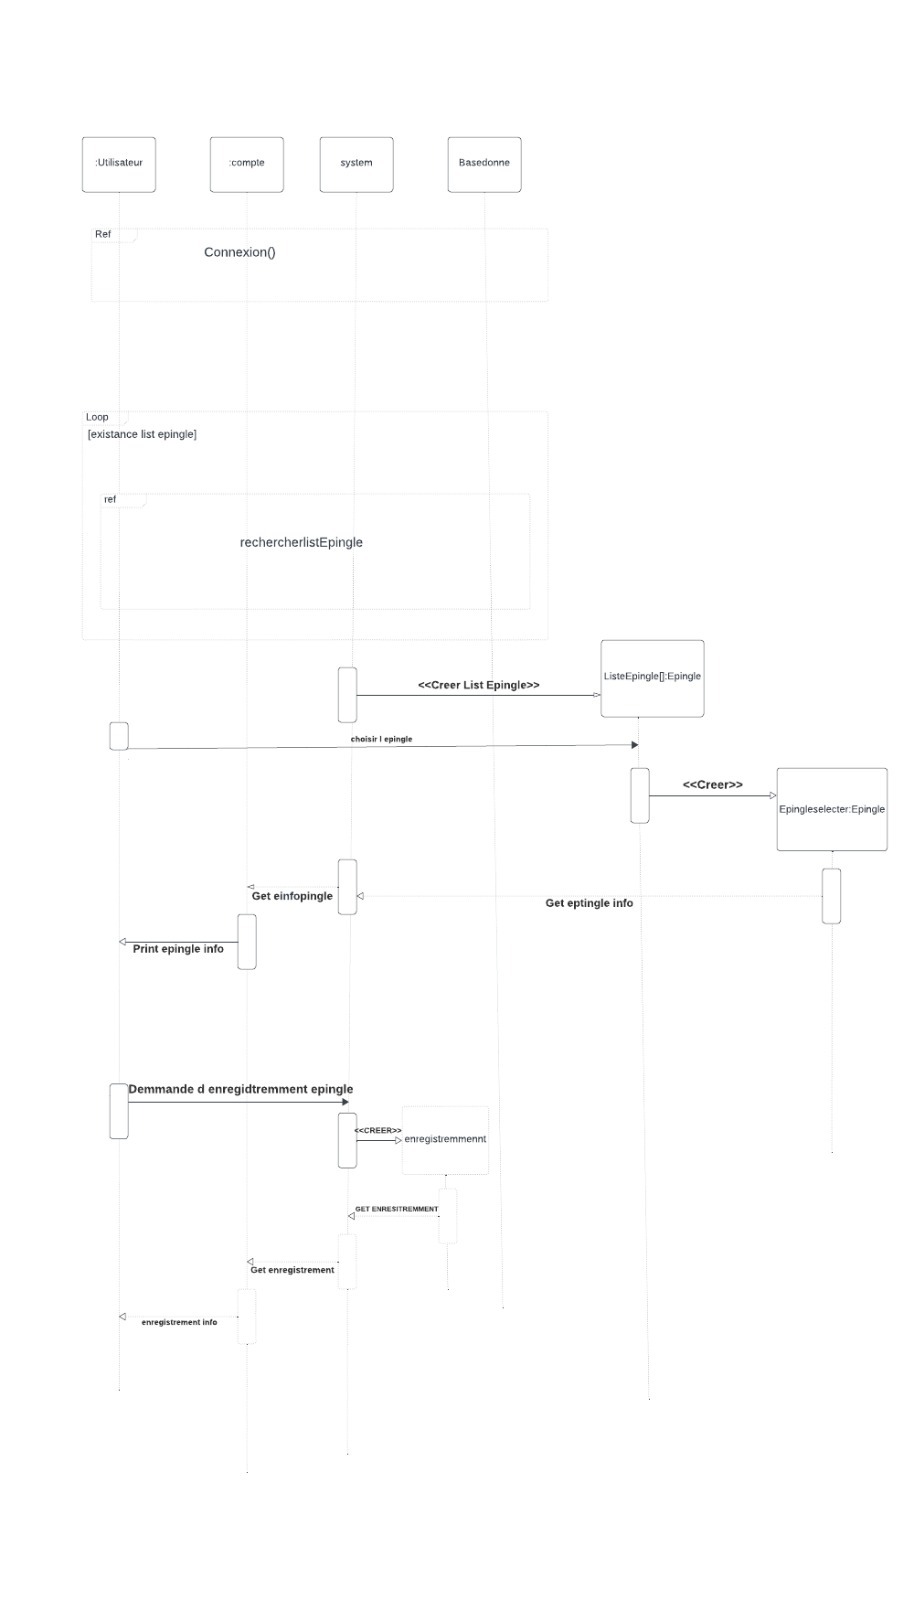 :Utilisateur
:compte
system
Basedonne
Ref
Connexion()
Loop
[existance list epingle]
ref
rechercherlistEpingle
<<Creer List Epingle>>
ListeEpingle[]:Epingle
choisir l epingle
<<Creer>>
Epingleselecter:Epingle
Get einfopingle
Get eptingle info
Print epingle info
Demmande d enregidtremment epingle
<<CREER>>
enregistremmennt
GET ENRESITREMMENT
Get enregistrement
enregistrement info